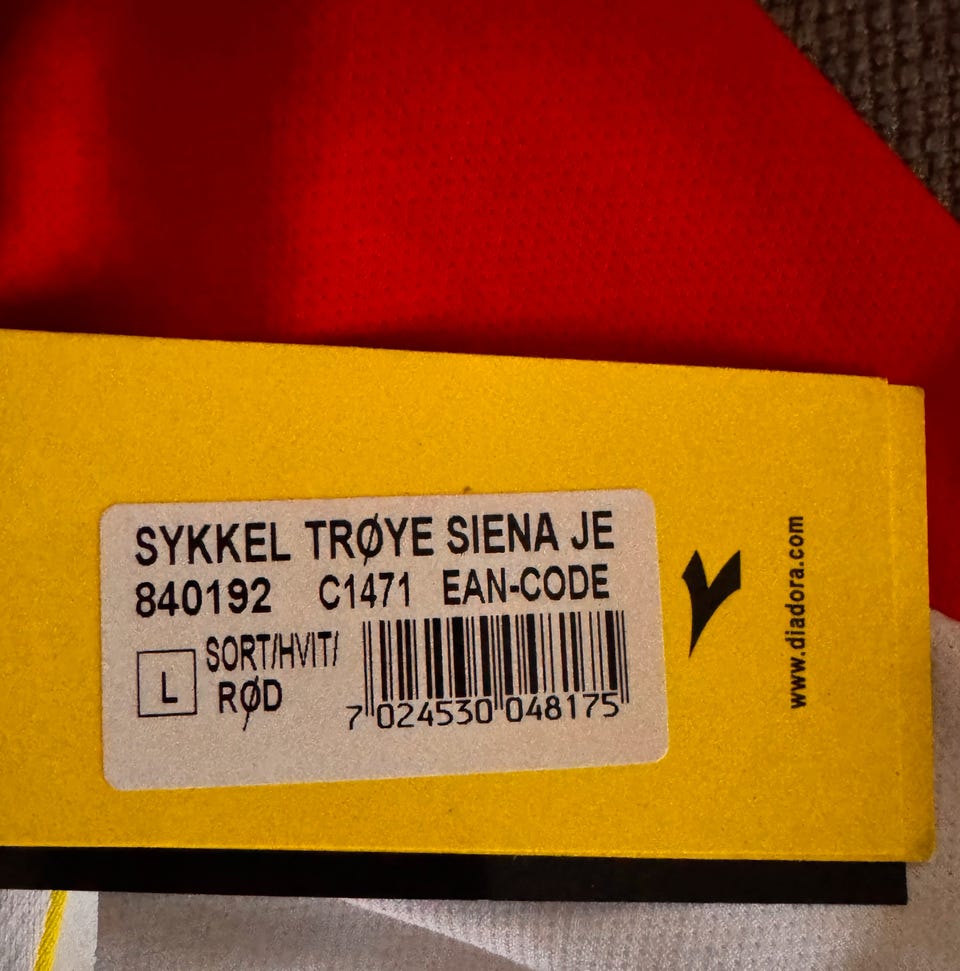 SYKKEL TRØYE SIENA JE
840192 C1471 EAN-CODE
L
SORT/HVIT/
RØD
7 024530 048175
www.diadora.com